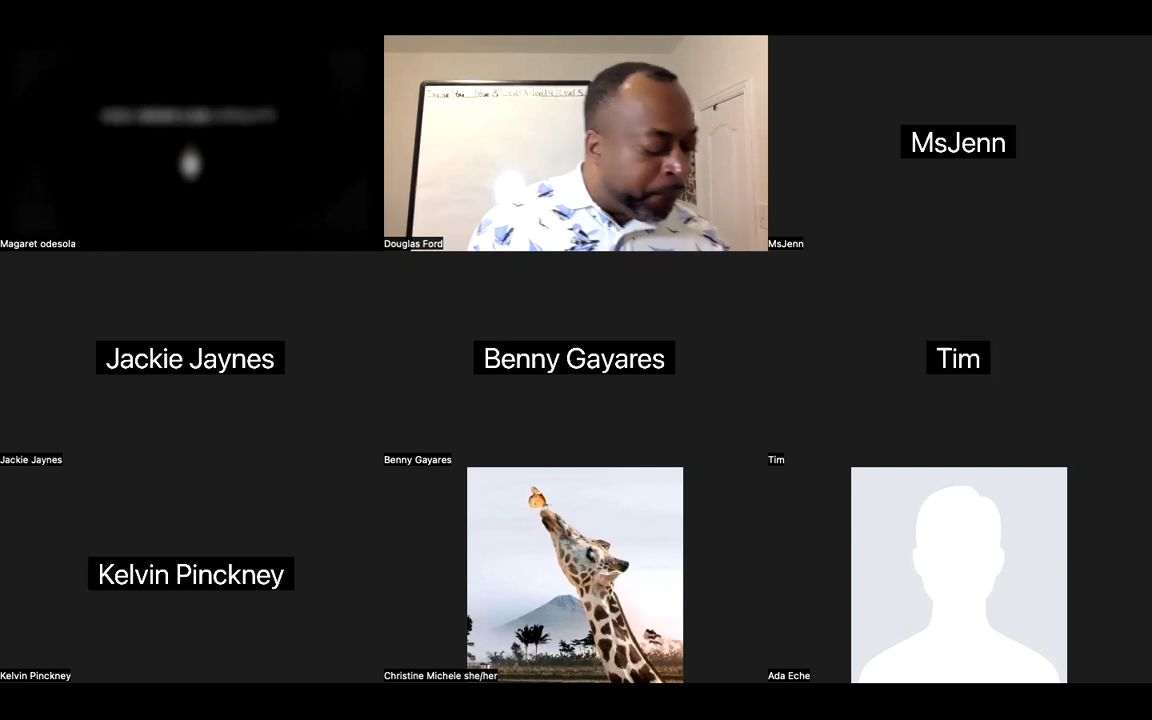 MsJenn
Magaret odesola
Douglas Ford
MsJenn
Jackie Jaynes
Benny Gayares
Tim
Jackie Jaynes
Benny Gayares
Tim
Kelvin Pinckney
Kelvin Pinckney
Christine Michele she/her
Ada Eche